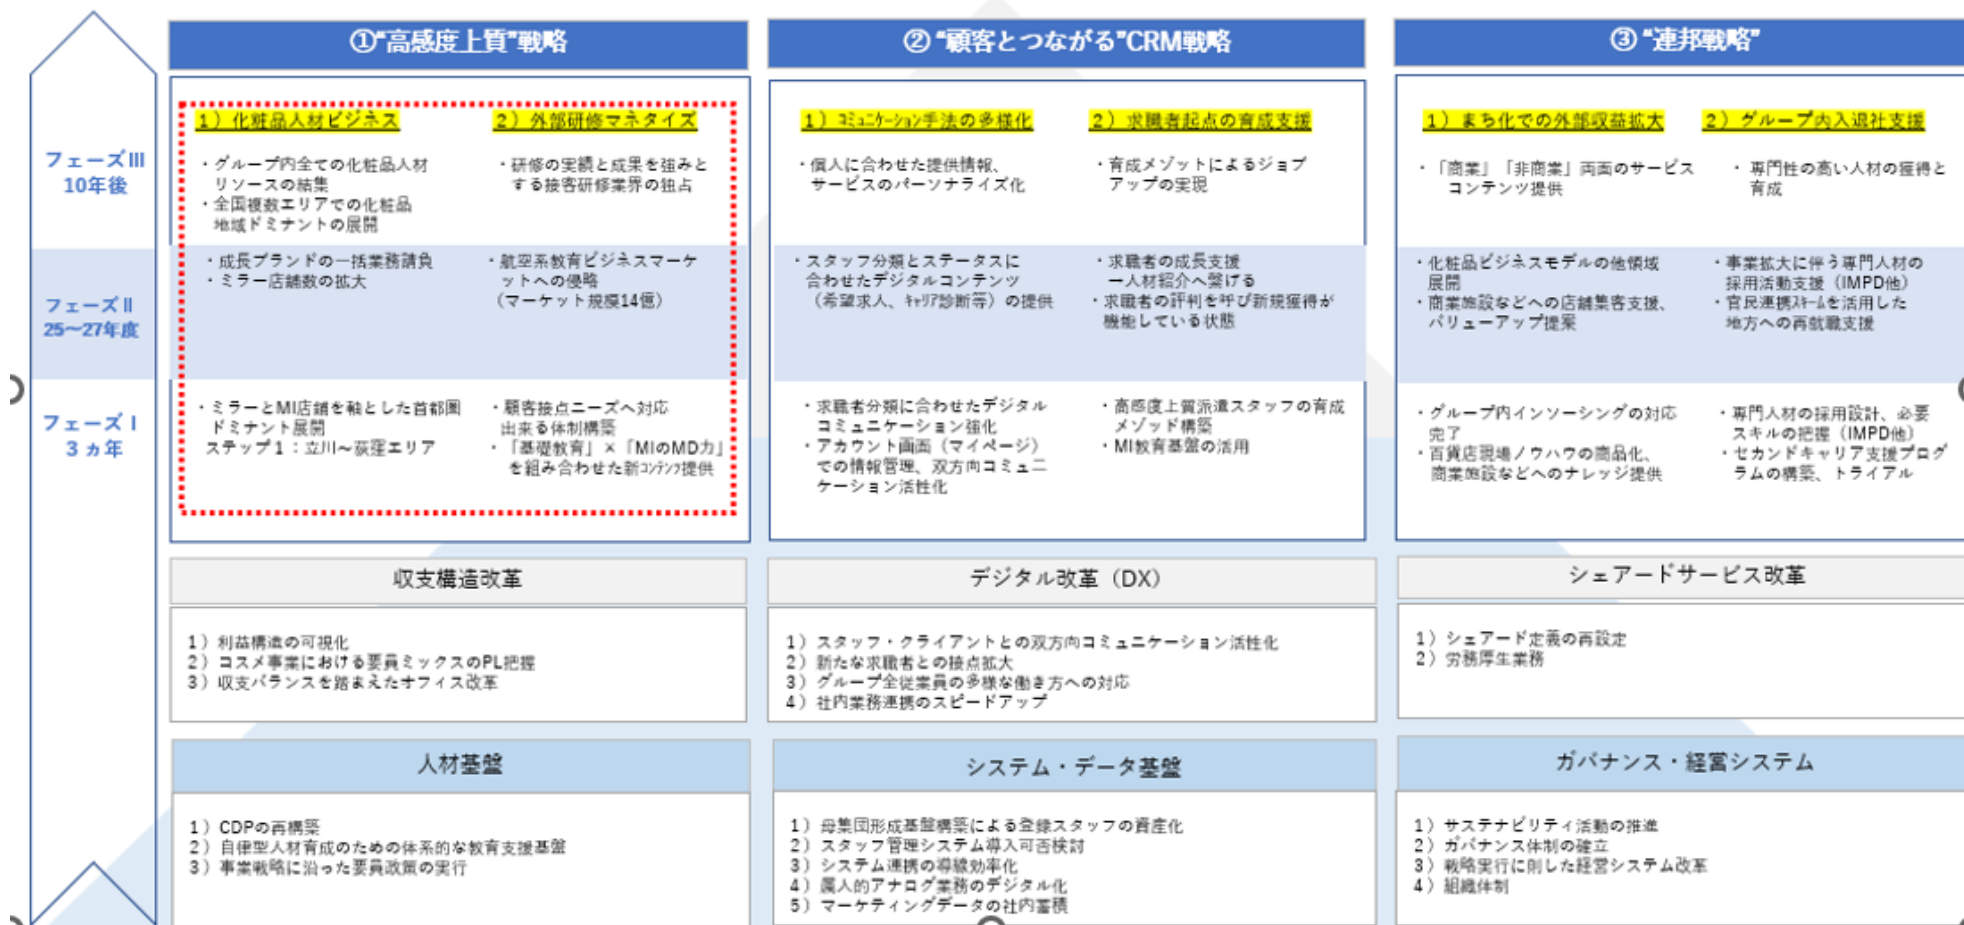 ①“高感度上質”戦略
② “顧客とつながる”CRM戦略
③ “連邦戦略”
フェーズⅢ
10年後
フェーズⅡ
25～27年度
フェーズⅠ
3ヵ年
1）化粧品人材ビジネス
・グループ内全ての化粧品人材
リソースの結集
・全国複数エリアでの化粧品
地域ドミナントの展開
2）外部研修マネタイズ
・研修の実績と成果を強みと
する接客研修業界の独占
・成長ブランドの一括業務請負
・ミラー店舗数の拡大
・航空系教育ビジネスマーケ
ットへの侵略
（マーケット規模14億）
・ミラーとMI店舗を軸とした首都圏
ドミナント展開
ステップ1：立川～荻窪エリア
・顧客接点ニーズへ対応
出来る体制構築
・「基礎教育」×「MIのMD力」
を組み合わせた新ｺﾝﾃﾝﾂ提供
1）ｺﾐｭﾆｹｰｼｮﾝ手法の多様化
・個人に合わせた提供情報、
サービスのパーソナライズ化
2）求職者起点の育成支援
・育成メゾットによるジョブ
アップの実現
・スタッフ分類とステータスに
合わせたデジタルコンテンツ
（希望求人、ｷｬﾘｱ診断等）の提供
・求職者の成長支援
ー人材紹介へ繋げる
・求職者の評判を呼び新規獲得が
機能している状態
・求職者分類に合わせたデジタル
コミュニケーション強化
・アカウント画面（マイページ）
での情報管理、双方向コミュニ
ケーション活性化
・高感度上質派遣スタッフの育成
メゾッド構築
・MI教育基盤の活用
1）まち化での外部収益拡大
・「商業」「非商業」両面のサービス
コンテンツ提供
2）グループ内入退社支援
・専門性の高い人材の獲得と
育成
・化粧品ビジネスモデルの他領域
展開
・商業施設などへの店舗集客支援、
バリューアップ提案
・事業拡大に伴う専門人材の
採用活動支援（IMPD他）
・官民連携ｽｷｰﾑを活用した
地方への再就職支援
・グループ内インソーシングの対応
完了
・百貨店現場ノウハウの商品化、
商業施設などへのナレッジ提供
・専門人材の採用設計、必要
スキルの把握（IMPD他）
・セカンドキャリア支援プログ
ラムの構築、トライアル
収支構造改革
1）利益構造の可視化
2）コスメ事業における要員ミックスのPL把握
3）収支バランスを踏まえたオフィス改革
デジタル改革（DX）
1）スタッフ・クライアントとの双方向コミュニケーション活性化
2）新たな求職者との接点拡大
3）グループ全従業員の多様な働き方への対応
4）社内業務連携のスピードアップ
シェアードサービス改革
1）シェアード定義の再設定
2）労務厚生業務
人材基盤
1）CDPの再構築
2）自律型人材育成のための体系的な教育支援基盤
3）事業戦略に沿った要員政策の実行
システム・データ基盤
1）母集団形成基盤構築による登録スタッフの資産化
2）スタッフ管理システム導入可否検討
3）システム連携の導線効率化
4）属人的アナログ業務のデジタル化
5）マーケティングデータの社内蓄積
ガバナンス・経営システム
1）サステナビリティ活動の推進
2）ガバナンス体制の確立
3）戦略実行に則した経営システム改革
4）組織体制